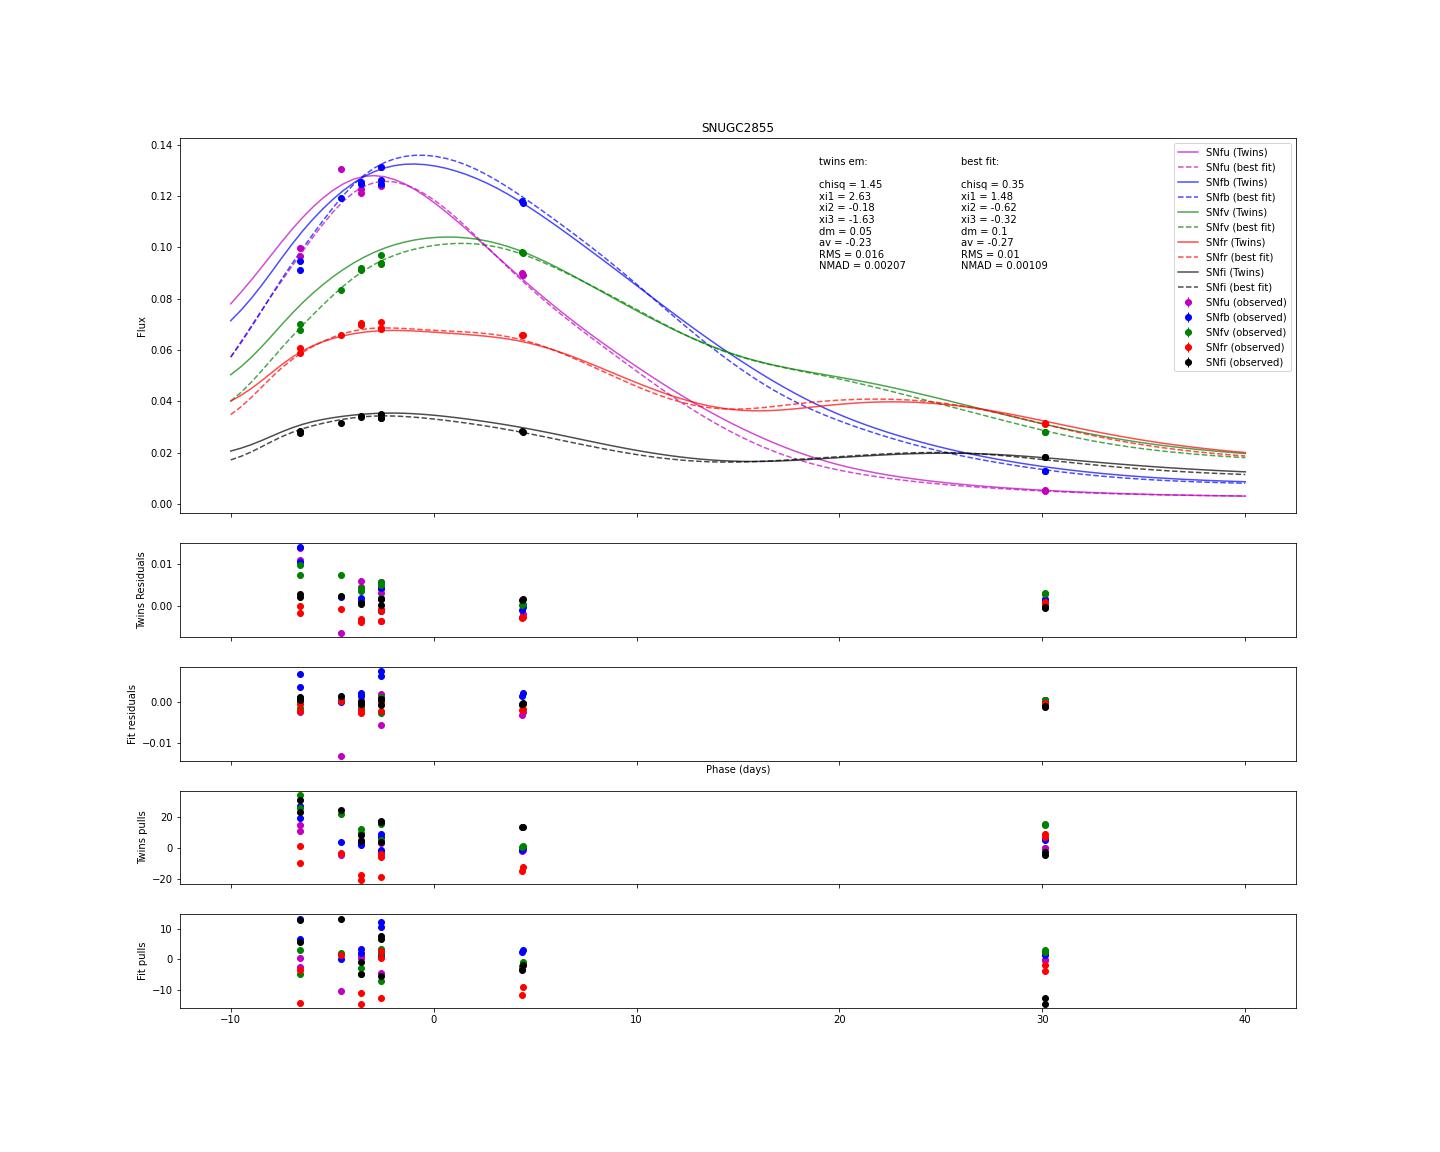 SNUGC2855
0.14
0.12
0.10
0.08
0.06
0.04
0.02
0.00
Flux
twins em:
chisq = 1.45
xi1 = 2.63
xi2 = -0.18
xi3 = -1.63
dm = 0.05
av = -0.23
RMS = 0.016
NMAD = 0.00207
best fit:
chisq = 0.35
xi1 = 1.48
xi2 = -0.62
xi3 = -0.32
dm = 0.1
av = -0.27
RMS = 0.01
NMAD = 0.00109
SNfu (Twins)
SNfu (best fit)
SNfb (Twins)
SNfb (best fit)
SNfv (Twins)
SNfv (best fit)
SNfr (Twins)
SNfr (best fit)
SNfi (Twins)
SNfi (best fit)
SNfu (observed)
SNfb (observed)
SNfv (observed)
SNfr (observed)
SNfi (observed)
0.01
0.00
Twins Residuals
0.00
−0.01
Fit residuals
Phase (days)
20
0
−20
Twins pulls
10
0
−10
Fit pulls
−10
0
10
20
30
40